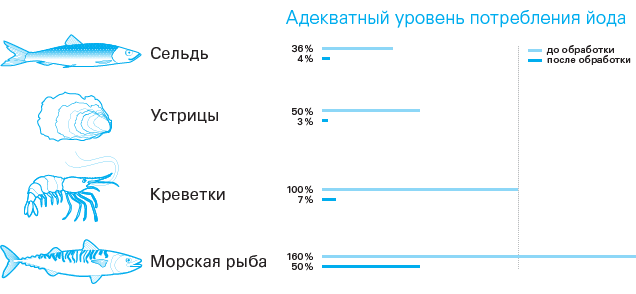 Адекватный уровень потребления йода
до обработки
после обработки
Сельдь
36%
4%
Устрицы
50%
3%
Креветки
100%
7%
Морская рыба
160%
50%